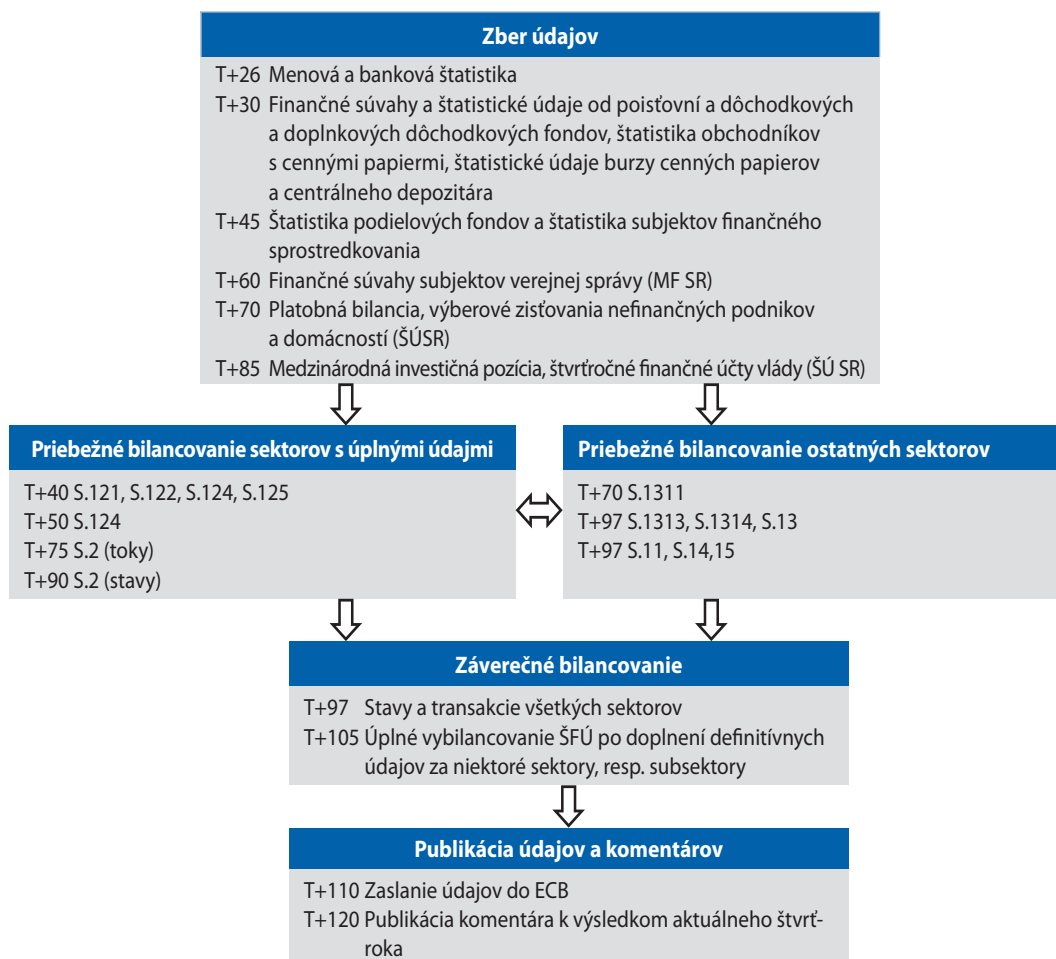 Zber údajov
T+26 Menová a banková štatistika
T+30 Finančné súvahy a štatistické údaje od poisťovní a dôchodkových
a doplnkových dôchodkových fondov, štatistika obchodníkov
s cennými papiermi, štatistické údaje burzy cenných papierov
a centrálneho depozitára
T+45 Štatistika podielových fondov a štatistika subjektov finančného
sprostredkovania
T+60 Finančné súvahy subjektov verejnej správy (MF SR)
T+70 Platobná bilancia, výberové zisťovania nefinančných podnikov
a domácností (ŠÚSR)
T+85 Medzinárodná investičná pozícia, štvrťročné finančné účty vlády (ŠÚ SR)
Priebežné bilancovanie sektorov s úplnými údajmi
T+40 S.121, S.122, S.124, S.125
T+50 S.124
T+75 S.2 (toky)
T+90 S.2 (stavy)
Priebežné bilancovanie ostatných sektorov
T+70 S.1311
T+97 S.1313, S.1314, S.13
T+97 S.11, S.14,15
Záverečné bilancovanie
T+97 Stavy a transakcie všetkých sektorov
T+105 Úplné vybilancovanie ŠFÚ po doplnení definitívnych
údajov za niektoré sektory, resp. subsektory
Publikácia údajov a komentárov
T+110 Zaslanie údajov do ECB
T+120 Publikácia komentára k výsledkom aktuálneho štvrť-
roka